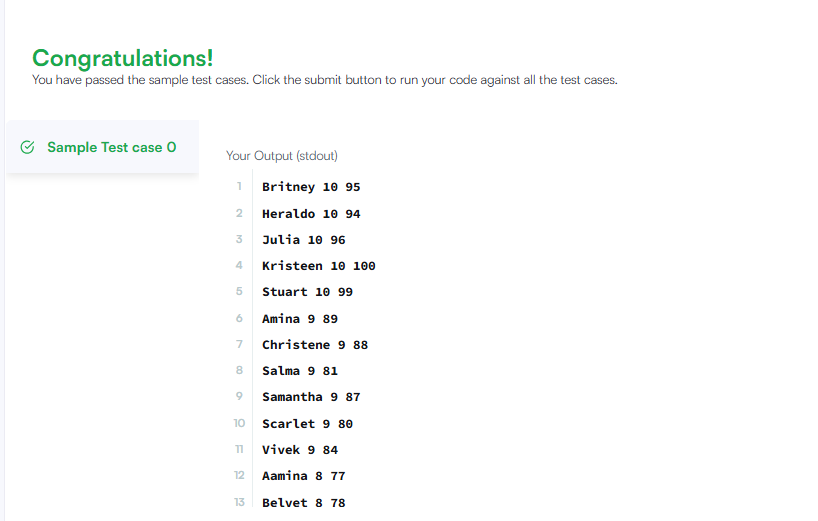 Congratulations!
You have passed the sample test cases. Click the submit button to run your code against all the test cases.
Sample Test case 0
Your Output (stdout)
1 Britney 10 95
2 Heraldo 10 94
3 Julia 10 96
4 Kristeen 10 100
5 Stuart 10 99
6 Amina 9 89
7 Christene 9 88
8 Salma 9 81
9 Samantha 9 87
10 Scarlet 9 80
11 Vivek 9 84
12 Aamina 8 77
13 Belvet 8 78